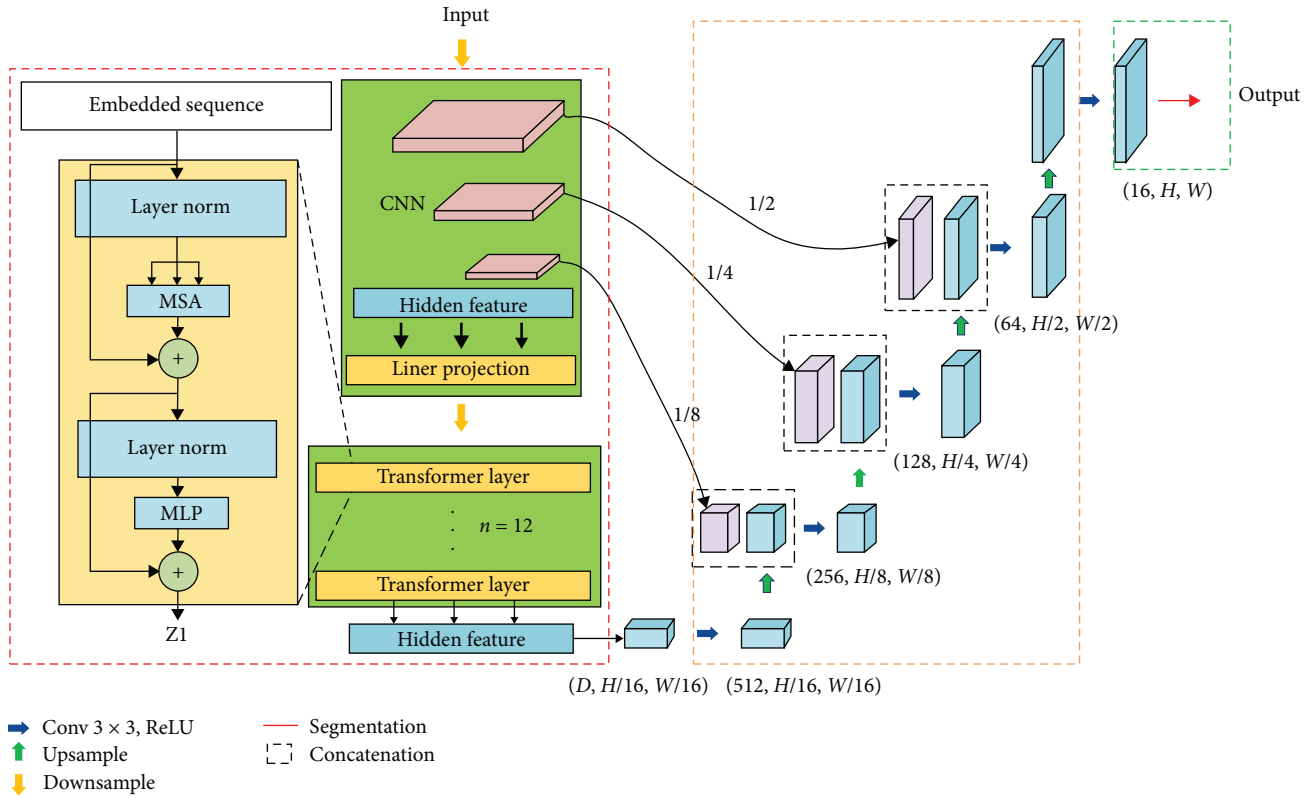 Input
Embedded sequence
Layer norm
MSA
+
Layer norm
MLP
+
Z1
CNN
Hidden feature
Liner projection
Transformer layer
.
.
.
n = 12
Transformer layer
Hidden feature
1/2
1/4
1/8
(D, H/16, W/16)
(512, H/16, W/16)
(256, H/8, W/8)
(128, H/4, W/4)
(64, H/2, W/2)
(16, H, W)
Output
Conv 3 × 3, ReLU
Upsample
Downsample
Segmentation
Concatenation